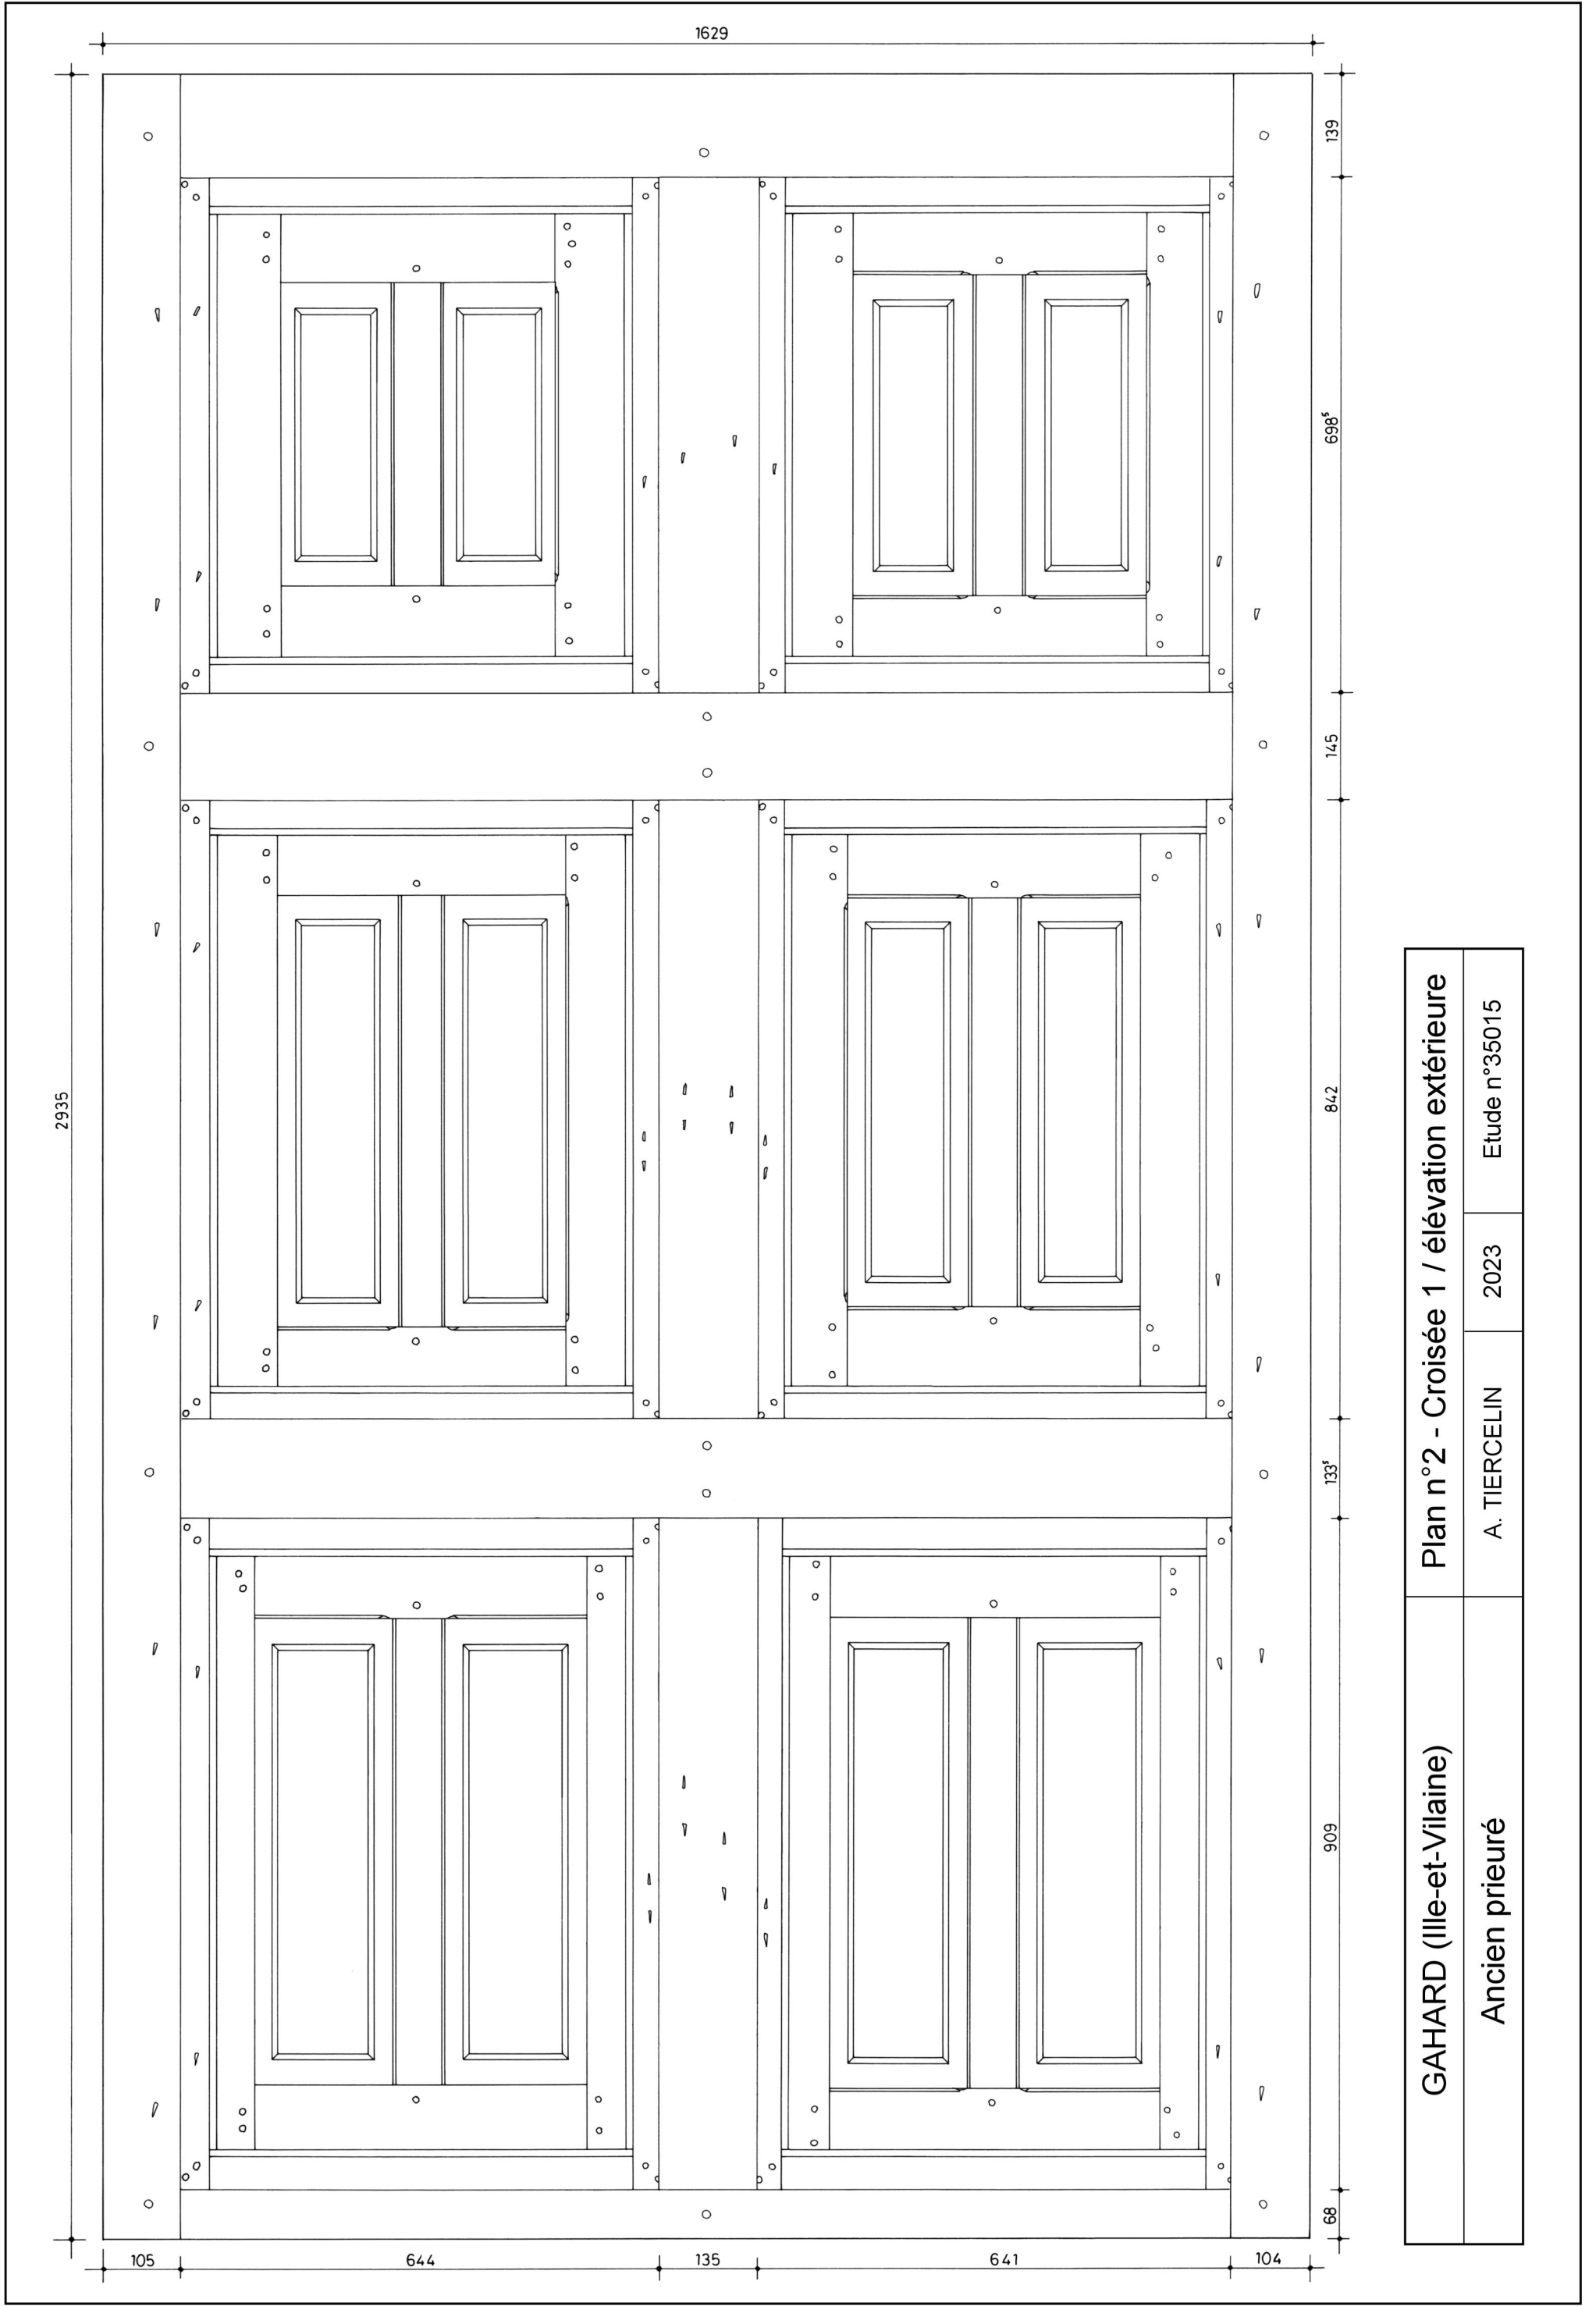 1629
2935
139
698⁵
145
842
133⁵
909
68
105 644 135 641 104
GAHARD (Ille-et-Vilaine)
Ancien prieuré
Plan n°2 - Croisée 1 / élévation extérieure
A. TIERCELIN
2023
Etude n°35015